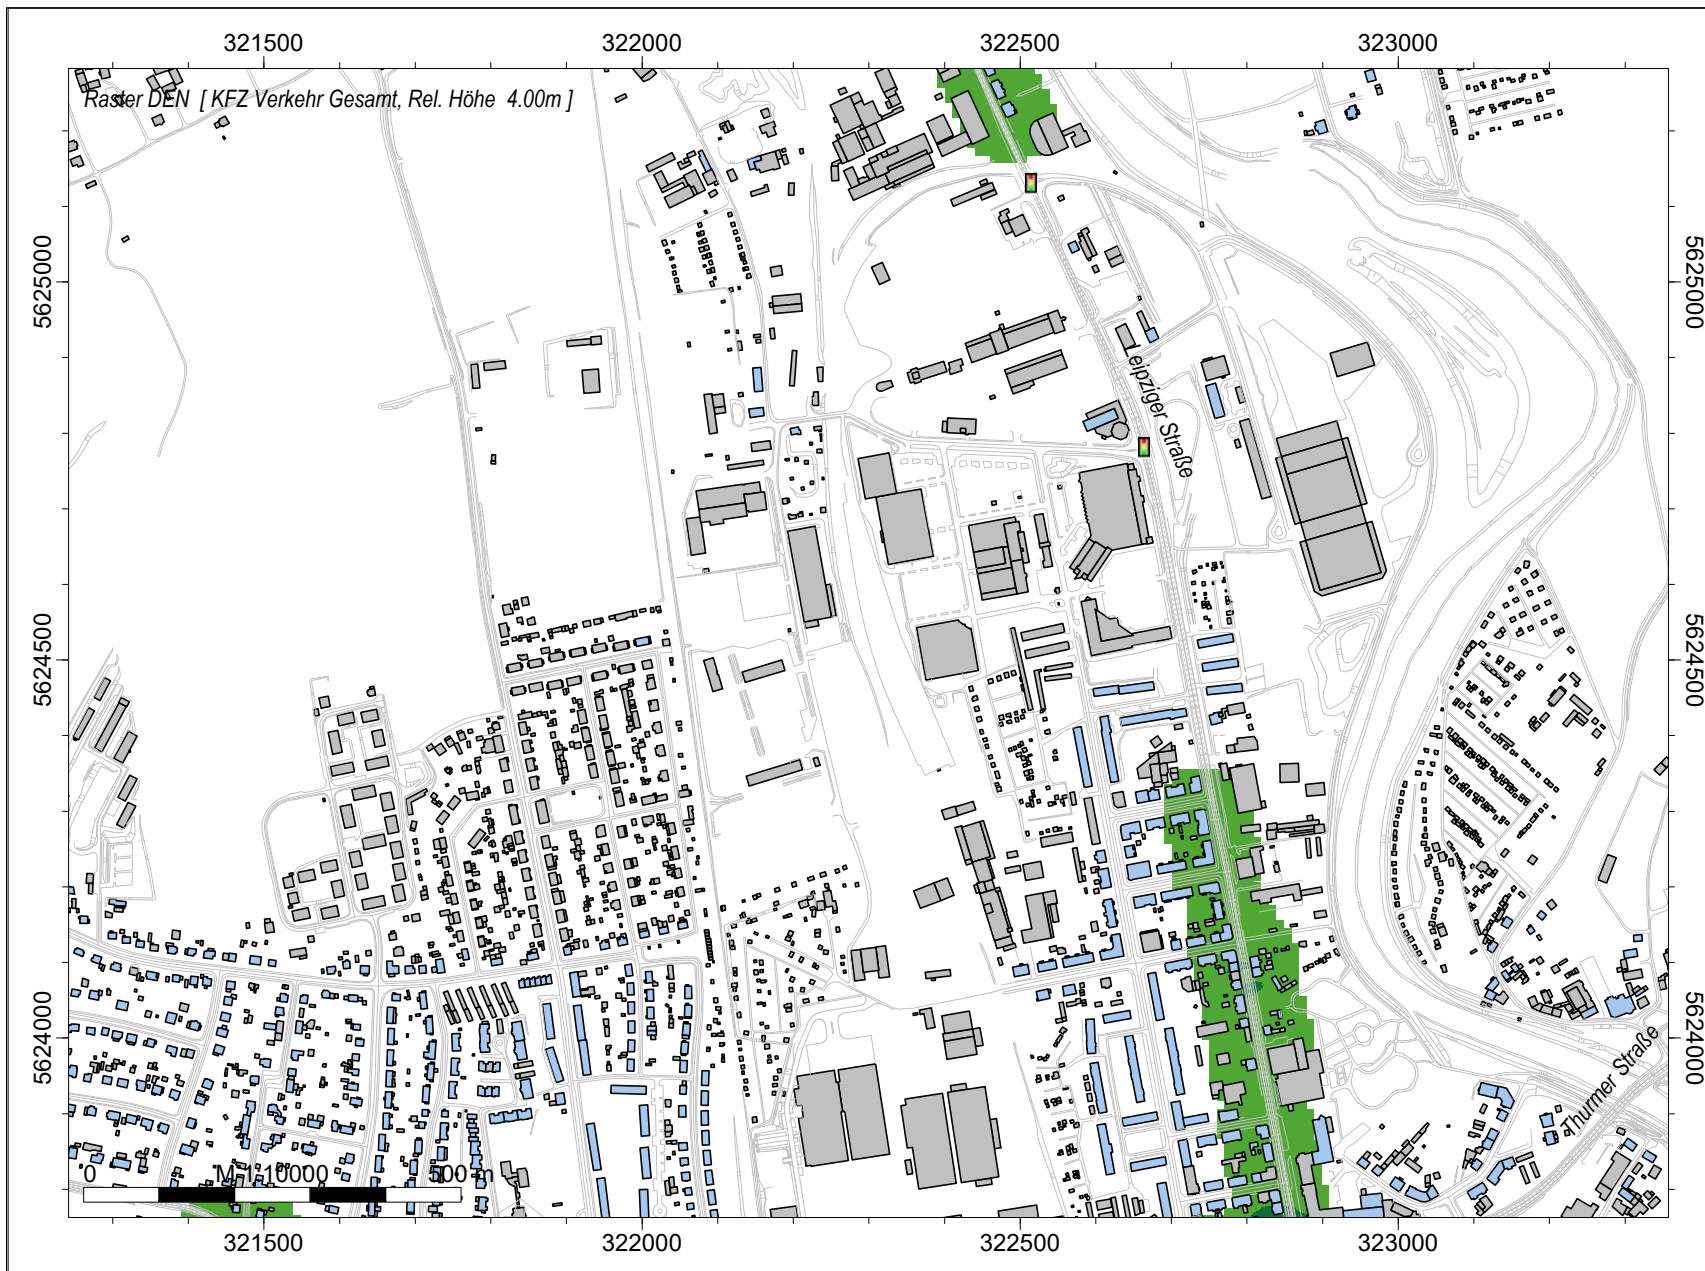 321500 322000 322500 323000
Raster DEN [ KFZ Verkehr Gesamt, Rel. Höhe 4.00m ]
5625000 5625000
Leipziger Straße
5624500 5624500
5624000 5624000
Thurmer Straße
0 M 1:10000 500 m
321500 322000 322500 323000